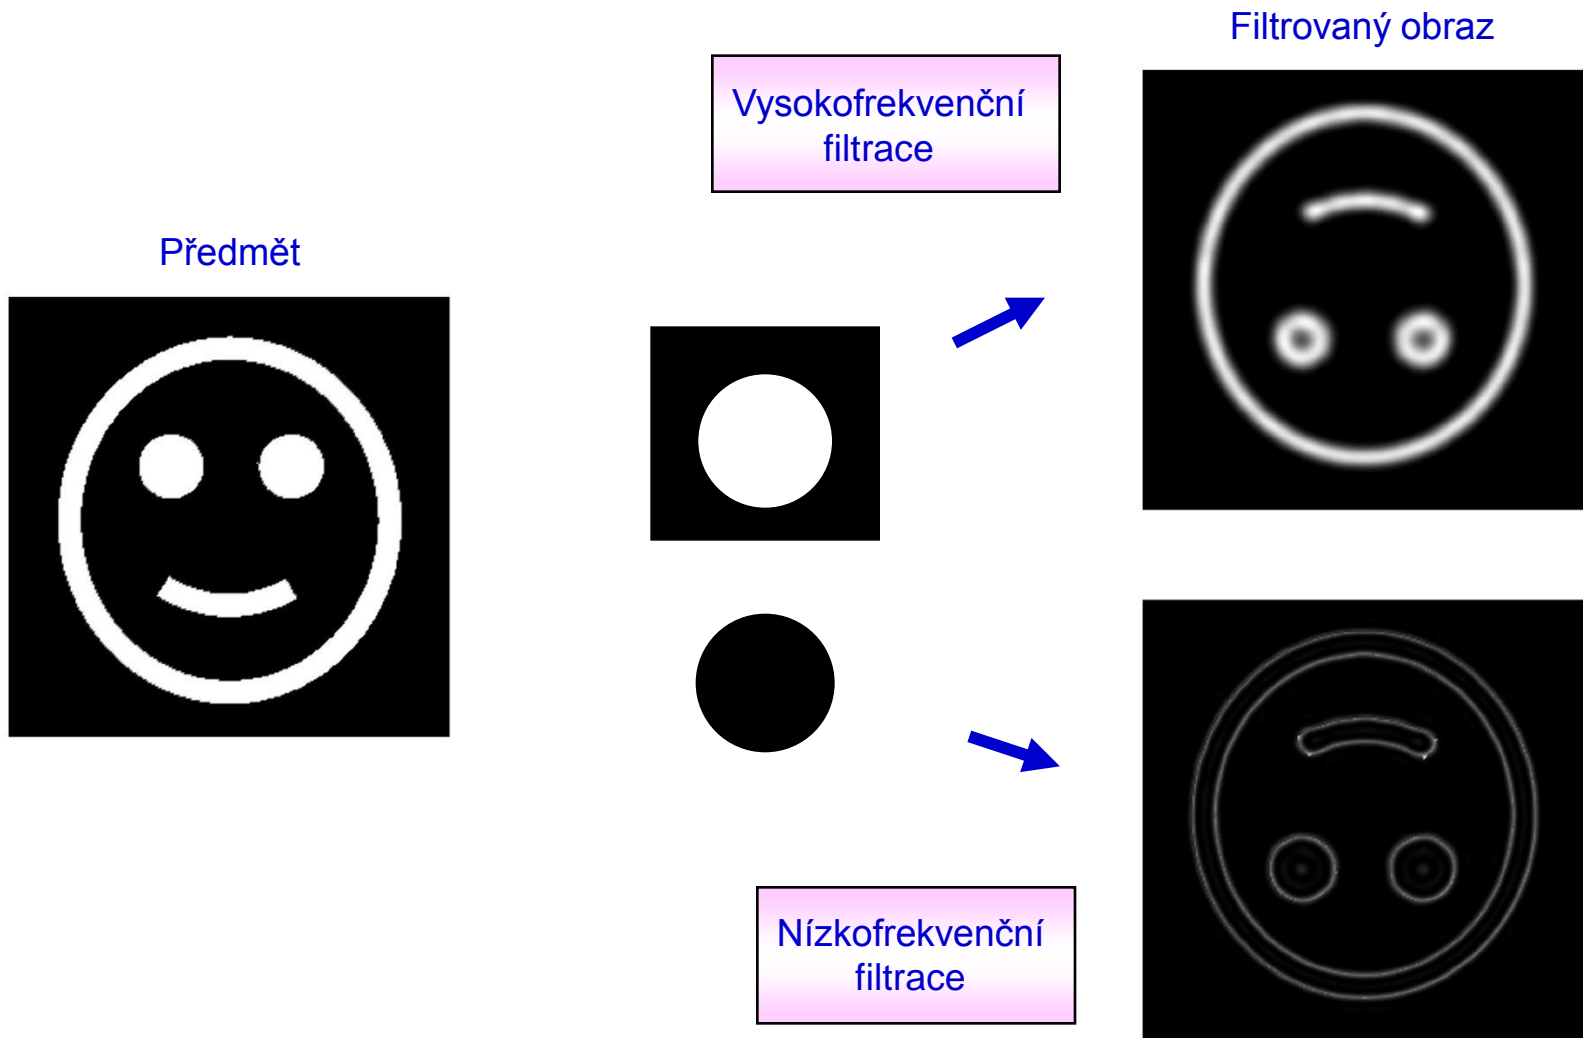 Filtrovaný obraz
Vysokofrekvenční
filtrace
Předmět
Nízkofrekvenční
filtrace